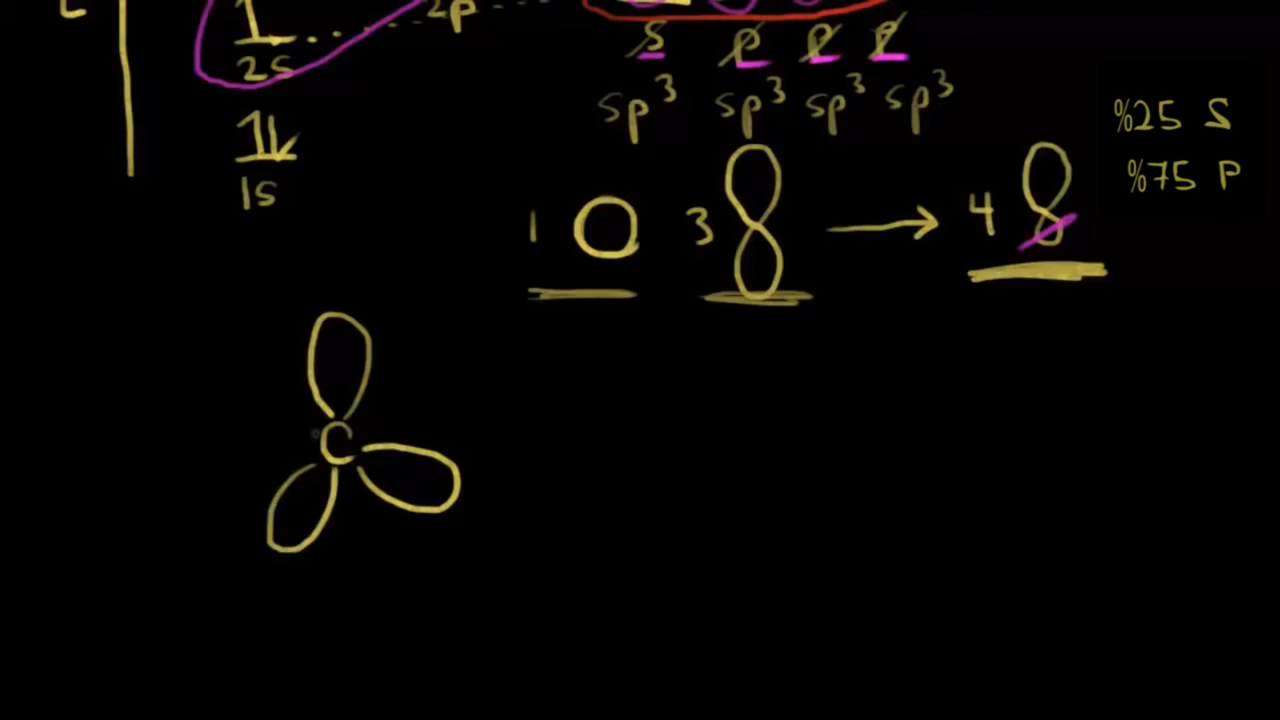 2p
s p p p
2s
sp³ sp³ sp³ sp³
%25 S
1s
%75 P
1 3 4
C